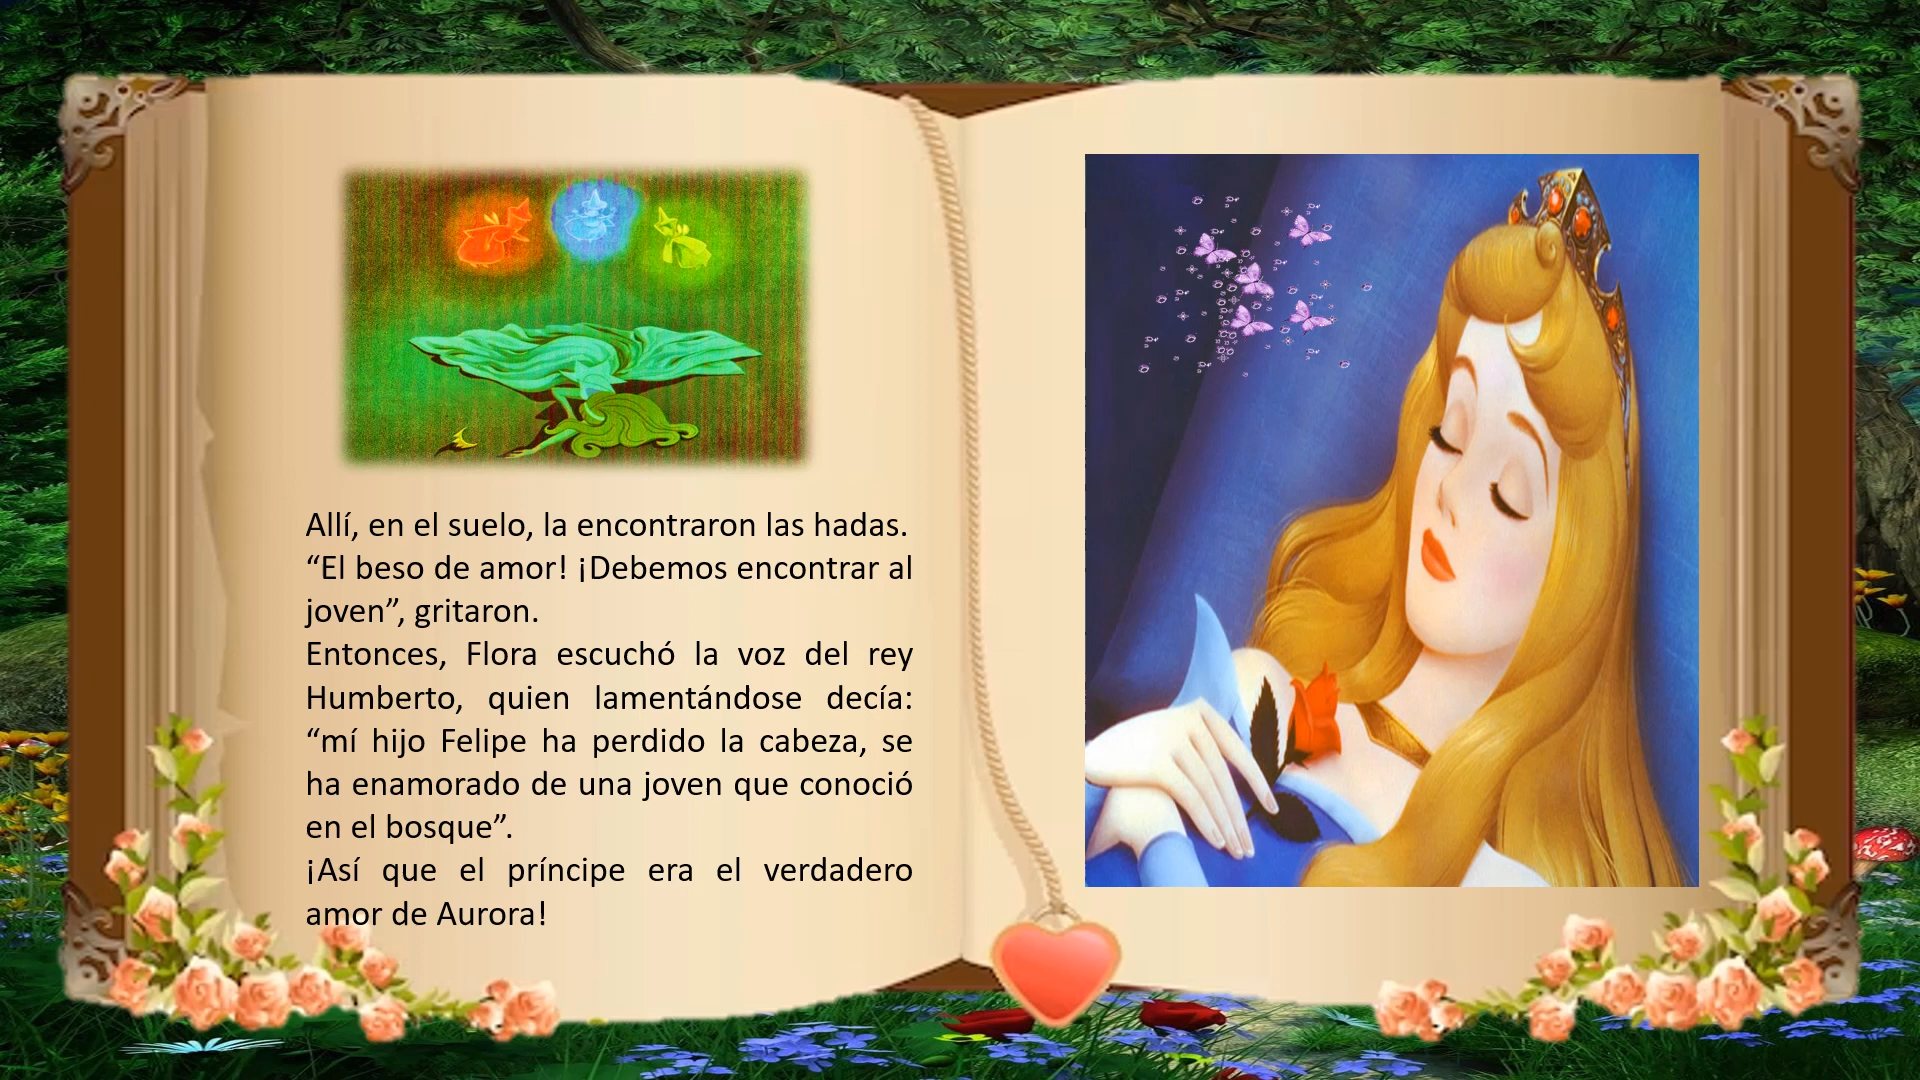 Allí, en el suelo, la encontraron las hadas.
“El beso de amor! ¡Debemos encontrar al
joven”, gritaron.
Entonces, Flora escuchó la voz del rey
Humberto, quien lamentándose decía:
“mí hijo Felipe ha perdido la cabeza, se
ha enamorado de una joven que conoció
en el bosque”.
¡Así que el príncipe era el verdadero
amor de Aurora!